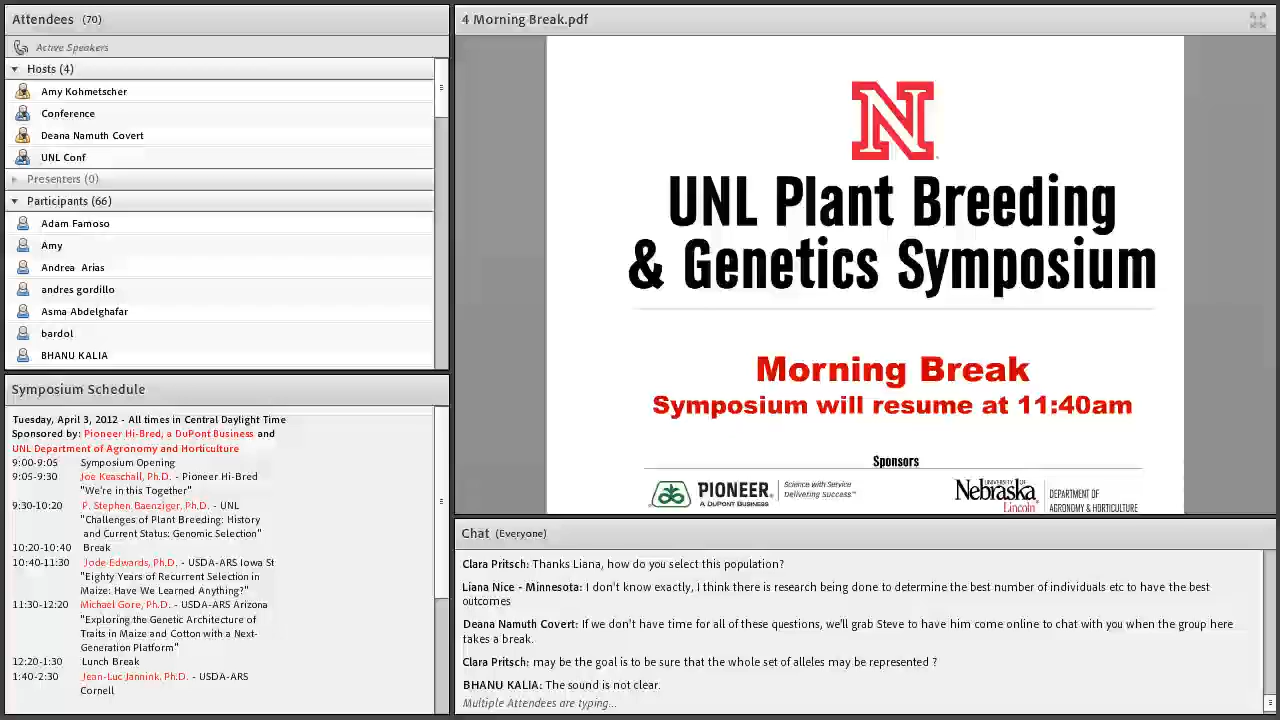 Attendees (70)
Active Speakers
Hosts (4)
Amy Kohmetscher
Conference
Deana Namuth Covert
UNL Conf
Presenters (0)
Participants (66)
Adam Famoso
Amy
Andrea Arias
andres gordillo
Asma Abdelghafar
bardol
BHANU KALIA
Symposium Schedule
Tuesday, April 3, 2012 - All times in Central Daylight Time
Sponsored by: Pioneer Hi-Bred, a DuPont Business and
UNL Department of Agronomy and Horticulture
9:00-9:05 Symposium Opening
9:05-9:30 Joe Keaschall, Ph.D. - Pioneer Hi-Bred
"We're in this Together"
9:30-10:20 P. Stephen Baenziger, Ph.D. - UNL
"Challenges of Plant Breeding: History
and Current Status: Genomic Selection"
10:20-10:40 Break
10:40-11:30 Jode Edwards, Ph.D. - USDA-ARS Iowa St
"Eighty Years of Recurrent Selection in
Maize: Have We Learned Anything?"
11:30-12:20 Michael Gore, Ph.D. - USDA-ARS Arizona
"Exploring the Genetic Architecture of
Traits in Maize and Cotton with a Next-
Generation Platform"
12:20-1:30 Lunch Break
1:40-2:30 Jean-Luc Jannink, Ph.D. - USDA-ARS
Cornell
4 Morning Break.pdf
N
UNL Plant Breeding
& Genetics Symposium
Morning Break
Symposium will resume at 11:40am
Sponsors
PIONEER®
A DUPONT BUSINESS
Science with Service
Delivering Success™
UNIVERSITY OF
Nebraska
Lincoln
DEPARTMENT OF
AGRONOMY & HORTICULTURE
Chat (Everyone)
Clara Pritsch: Thanks Liana, how do you select this population?
Liana Nice - Minnesota: I don't know exactly, I think there is research being done to determine the best number of individuals etc to have the best
outcomes
Deana Namuth Covert: If we don't have time for all of these questions, we'll grab Steve to have him come online to chat with you when the group here
takes a break.
Clara Pritsch: may be the goal is to be sure that the whole set of alleles may be represented ?
BHANU KALIA: The sound is not clear.
Multiple Attendees are typing...